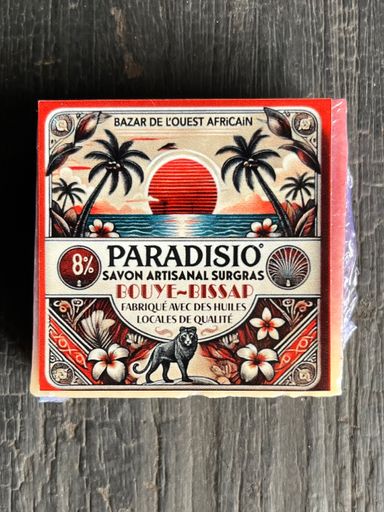 BAZAR DE L'OUEST AFRICAIN
8%
PARADISIO°
SAVON ARTISANAL SURGRAS
BOUYE~BISSAP
FABRIQUÉ AVEC DES HUILES
LOCALES DE QUALITÉ